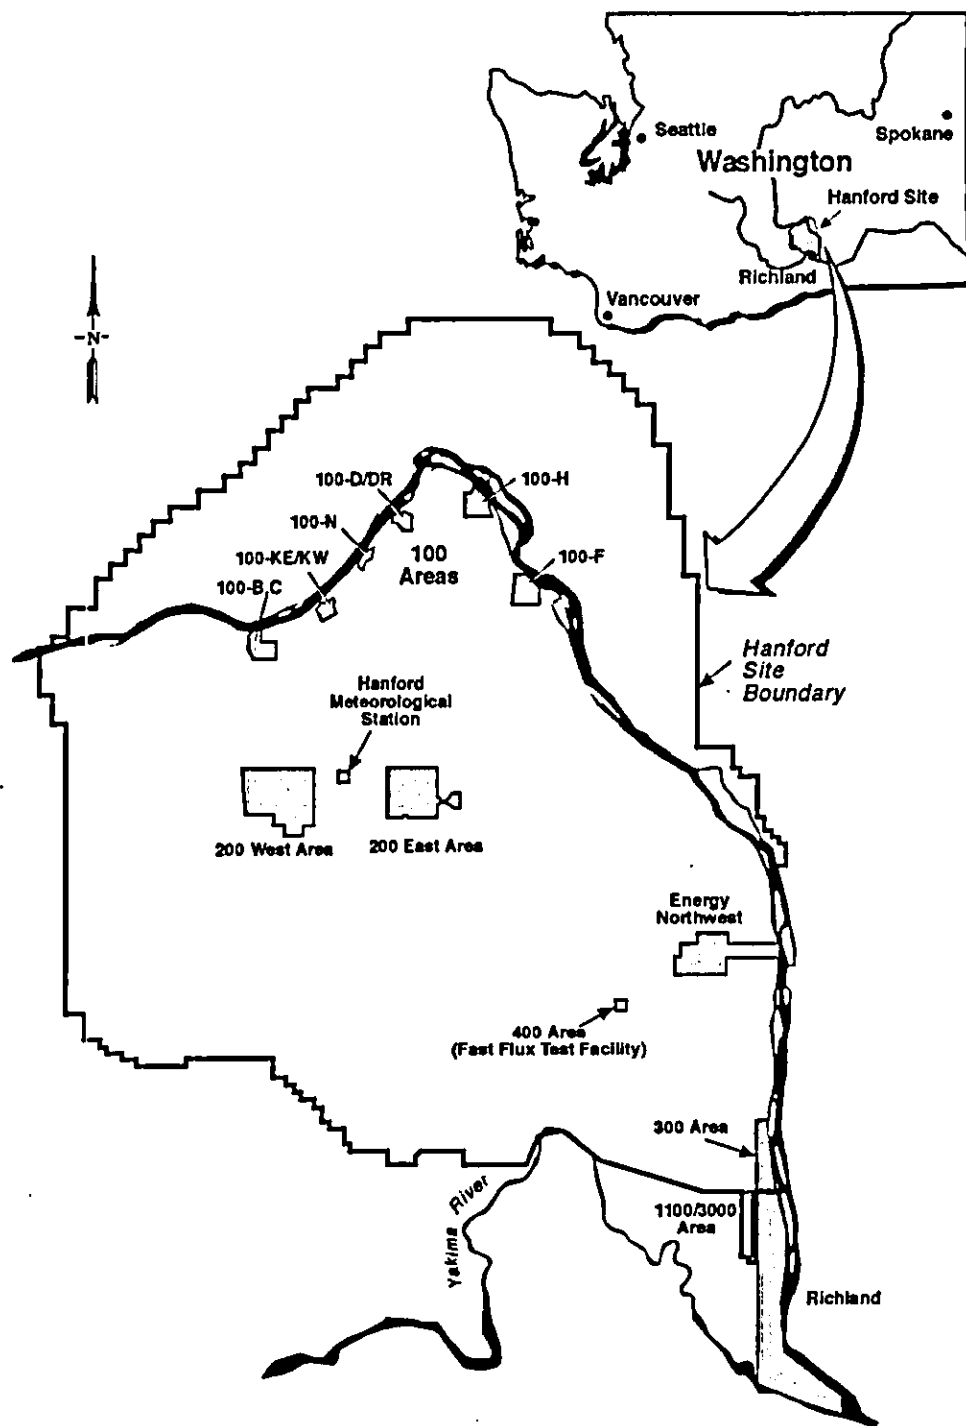 Seattle
Spokane
Washington
Hanford Site
Richland
Vancouver
-N-
100-D/DR
100-H
100-N
100
Areas
100-KE/KW
100-F
100-B,C
Hanford
Site
Boundary
Hanford
Meteorological
Station
200 West Area
200 East Area
Energy
Northwest
400 Area
(Fast Flux Test Facility)
300 Area
Yakima River
1100/3000
Area
Richland